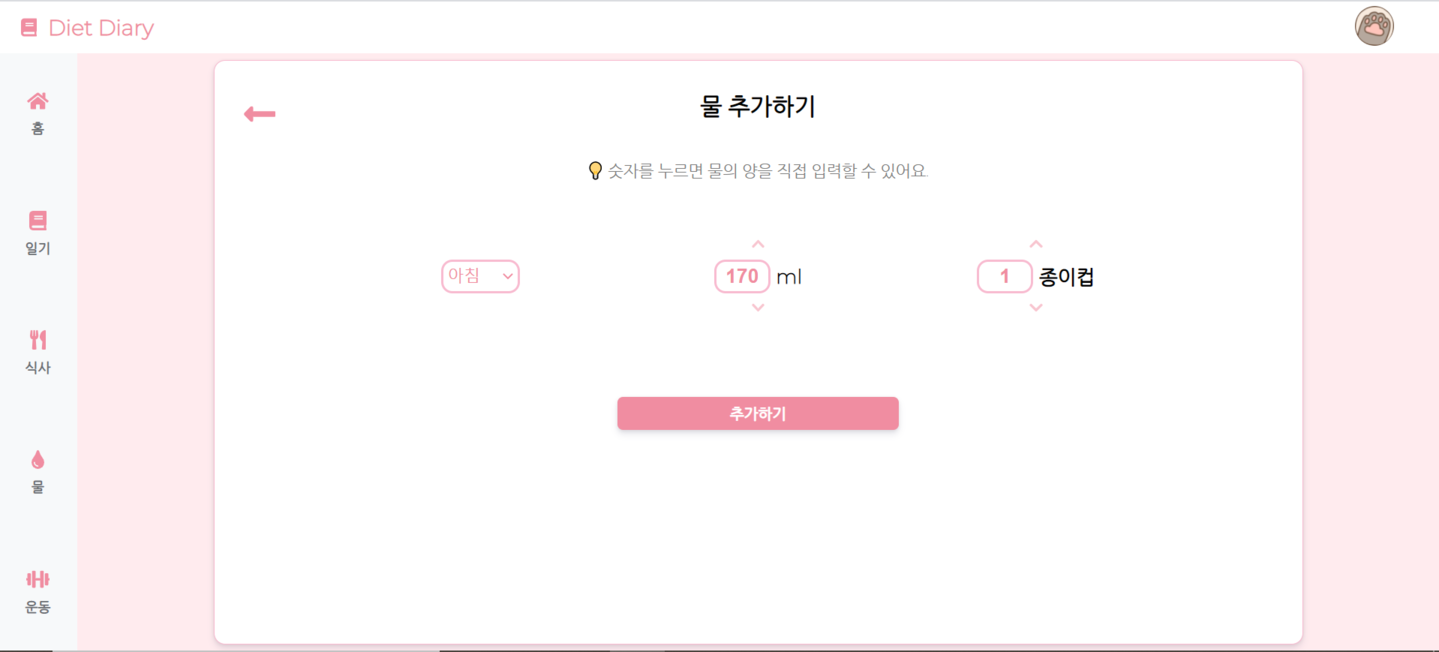 Diet Diary
홈
일기
식사
물
운동
물 추가하기
숫자를 누르면 물의 양을 직접 입력할 수 있어요.
아침
170 ml
1 종이컵
추가하기